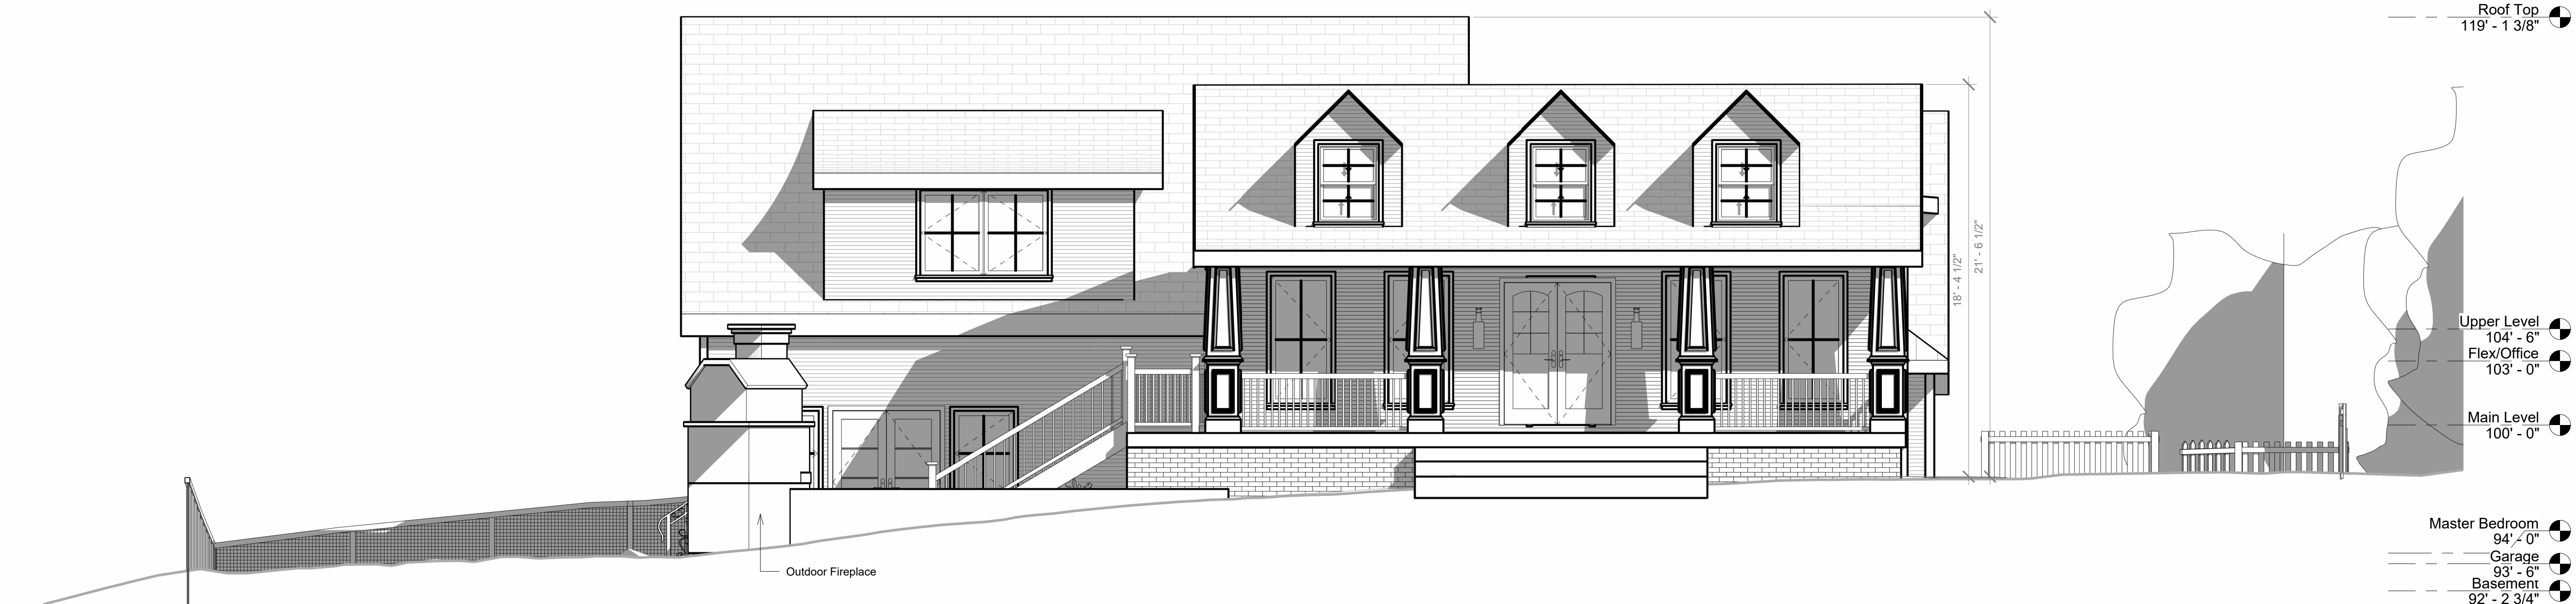 Roof Top
119' - 1 3/8"
21' - 6 1/2"
18' - 4 1/2"
Upper Level
104' - 6"
Flex/Office
103' - 0"
Main Level
100' - 0"
Master Bedroom
94' - 0"
Garage
93' - 6"
Basement
92' - 2 3/4"
Outdoor Fireplace